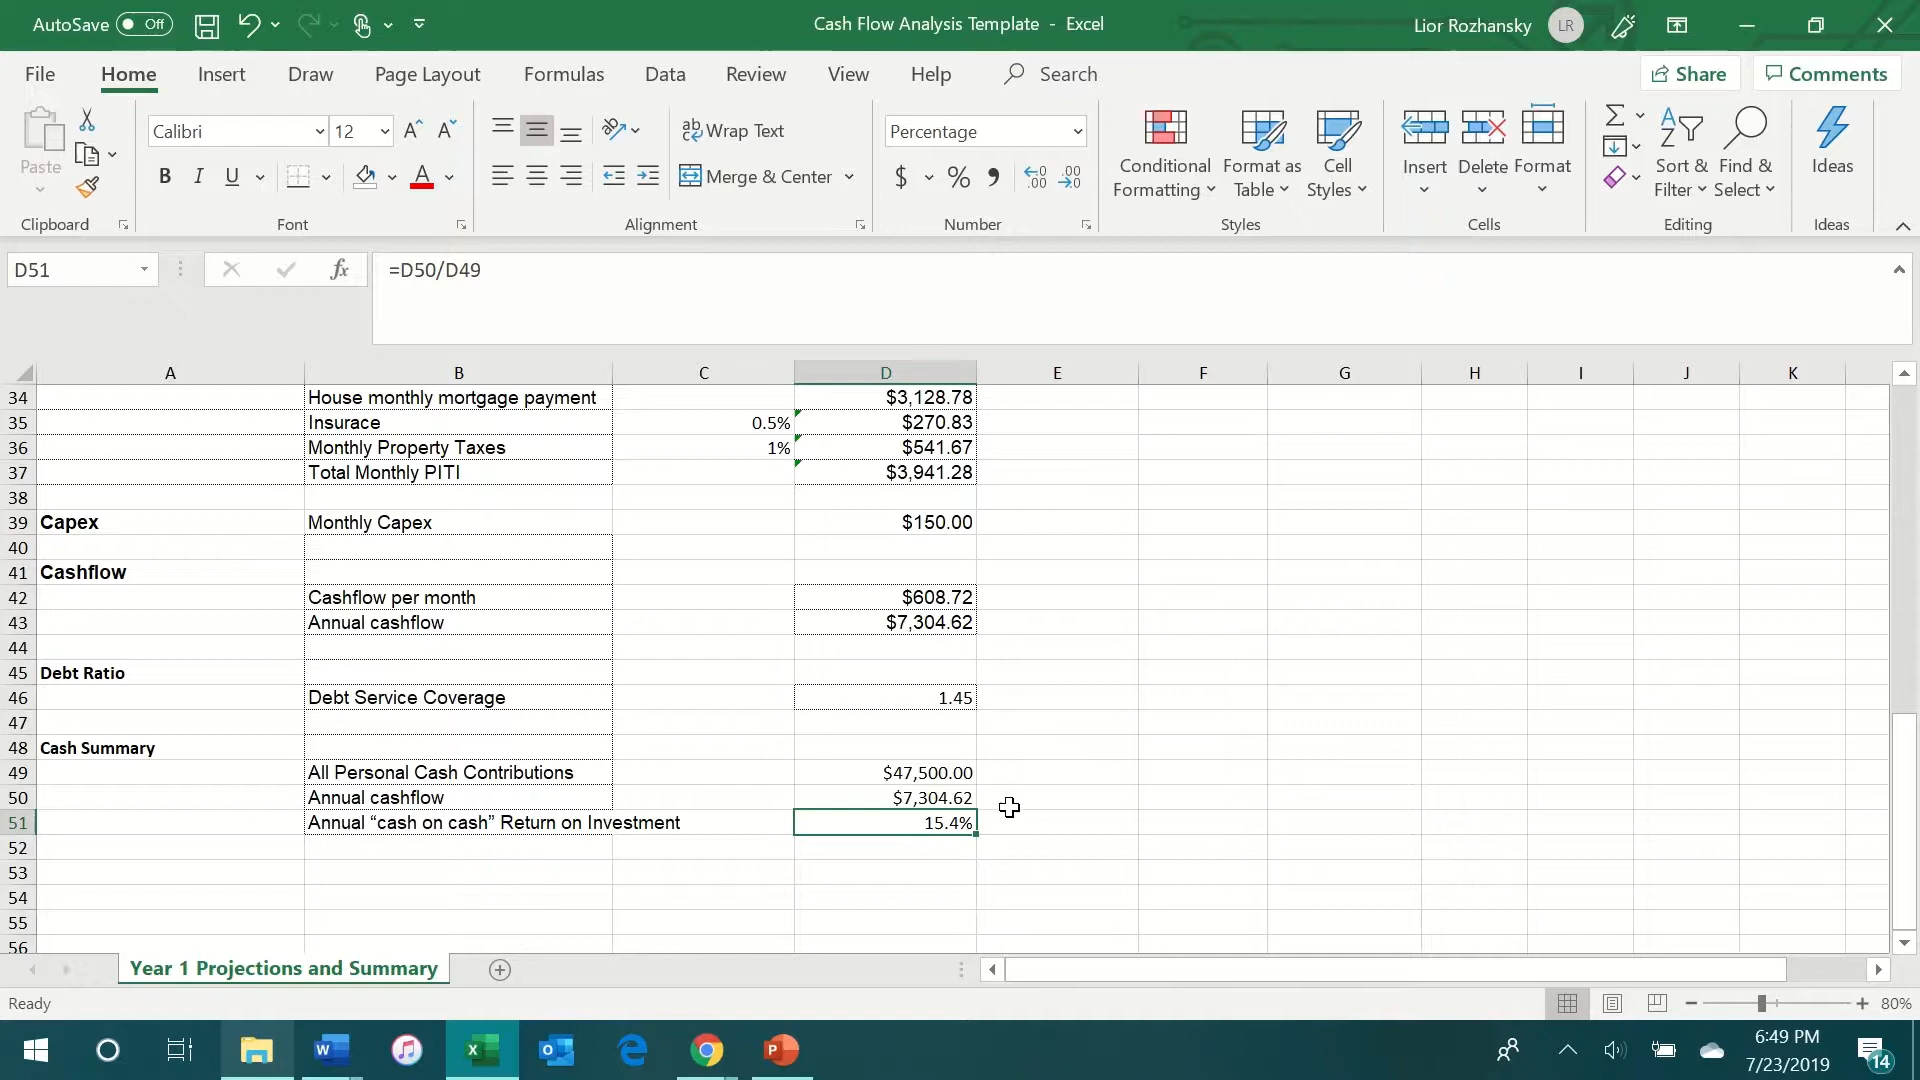 AutoSave Off Cash Flow Analysis Template - Excel Lior Rozhansky LR
File Home Insert Draw Page Layout Formulas Data Review View Help Search Share Comments
Paste
Clipboard
Calibri 12
B I U A
Font
Wrap Text
Merge & Center
Alignment
Percentage
$ % 9
Number
Conditional Formatting
Format as Table
Cell Styles
Styles
Insert Delete Format
Cells
Sort & Filter
Find & Select
Editing
Ideas
Ideas
D51 fx =D50/D49
A B C D E F G H I J K
34 House monthly mortgage payment $3,128.78
35 Insurace 0.5% $270.83
36 Monthly Property Taxes 1% $541.67
37 Total Monthly PITI $3,941.28
38
39 Capex Monthly Capex $150.00
40
41 Cashflow
42 Cashflow per month $608.72
43 Annual cashflow $7,304.62
44
45 Debt Ratio
46 Debt Service Coverage 1.45
47
48 Cash Summary
49 All Personal Cash Contributions $47,500.00
50 Annual cashflow $7,304.62
51 Annual “cash on cash” Return on Investment 15.4%
52
53
54
55
56
Year 1 Projections and Summary
Ready 80%
6:49 PM
7/23/2019
14